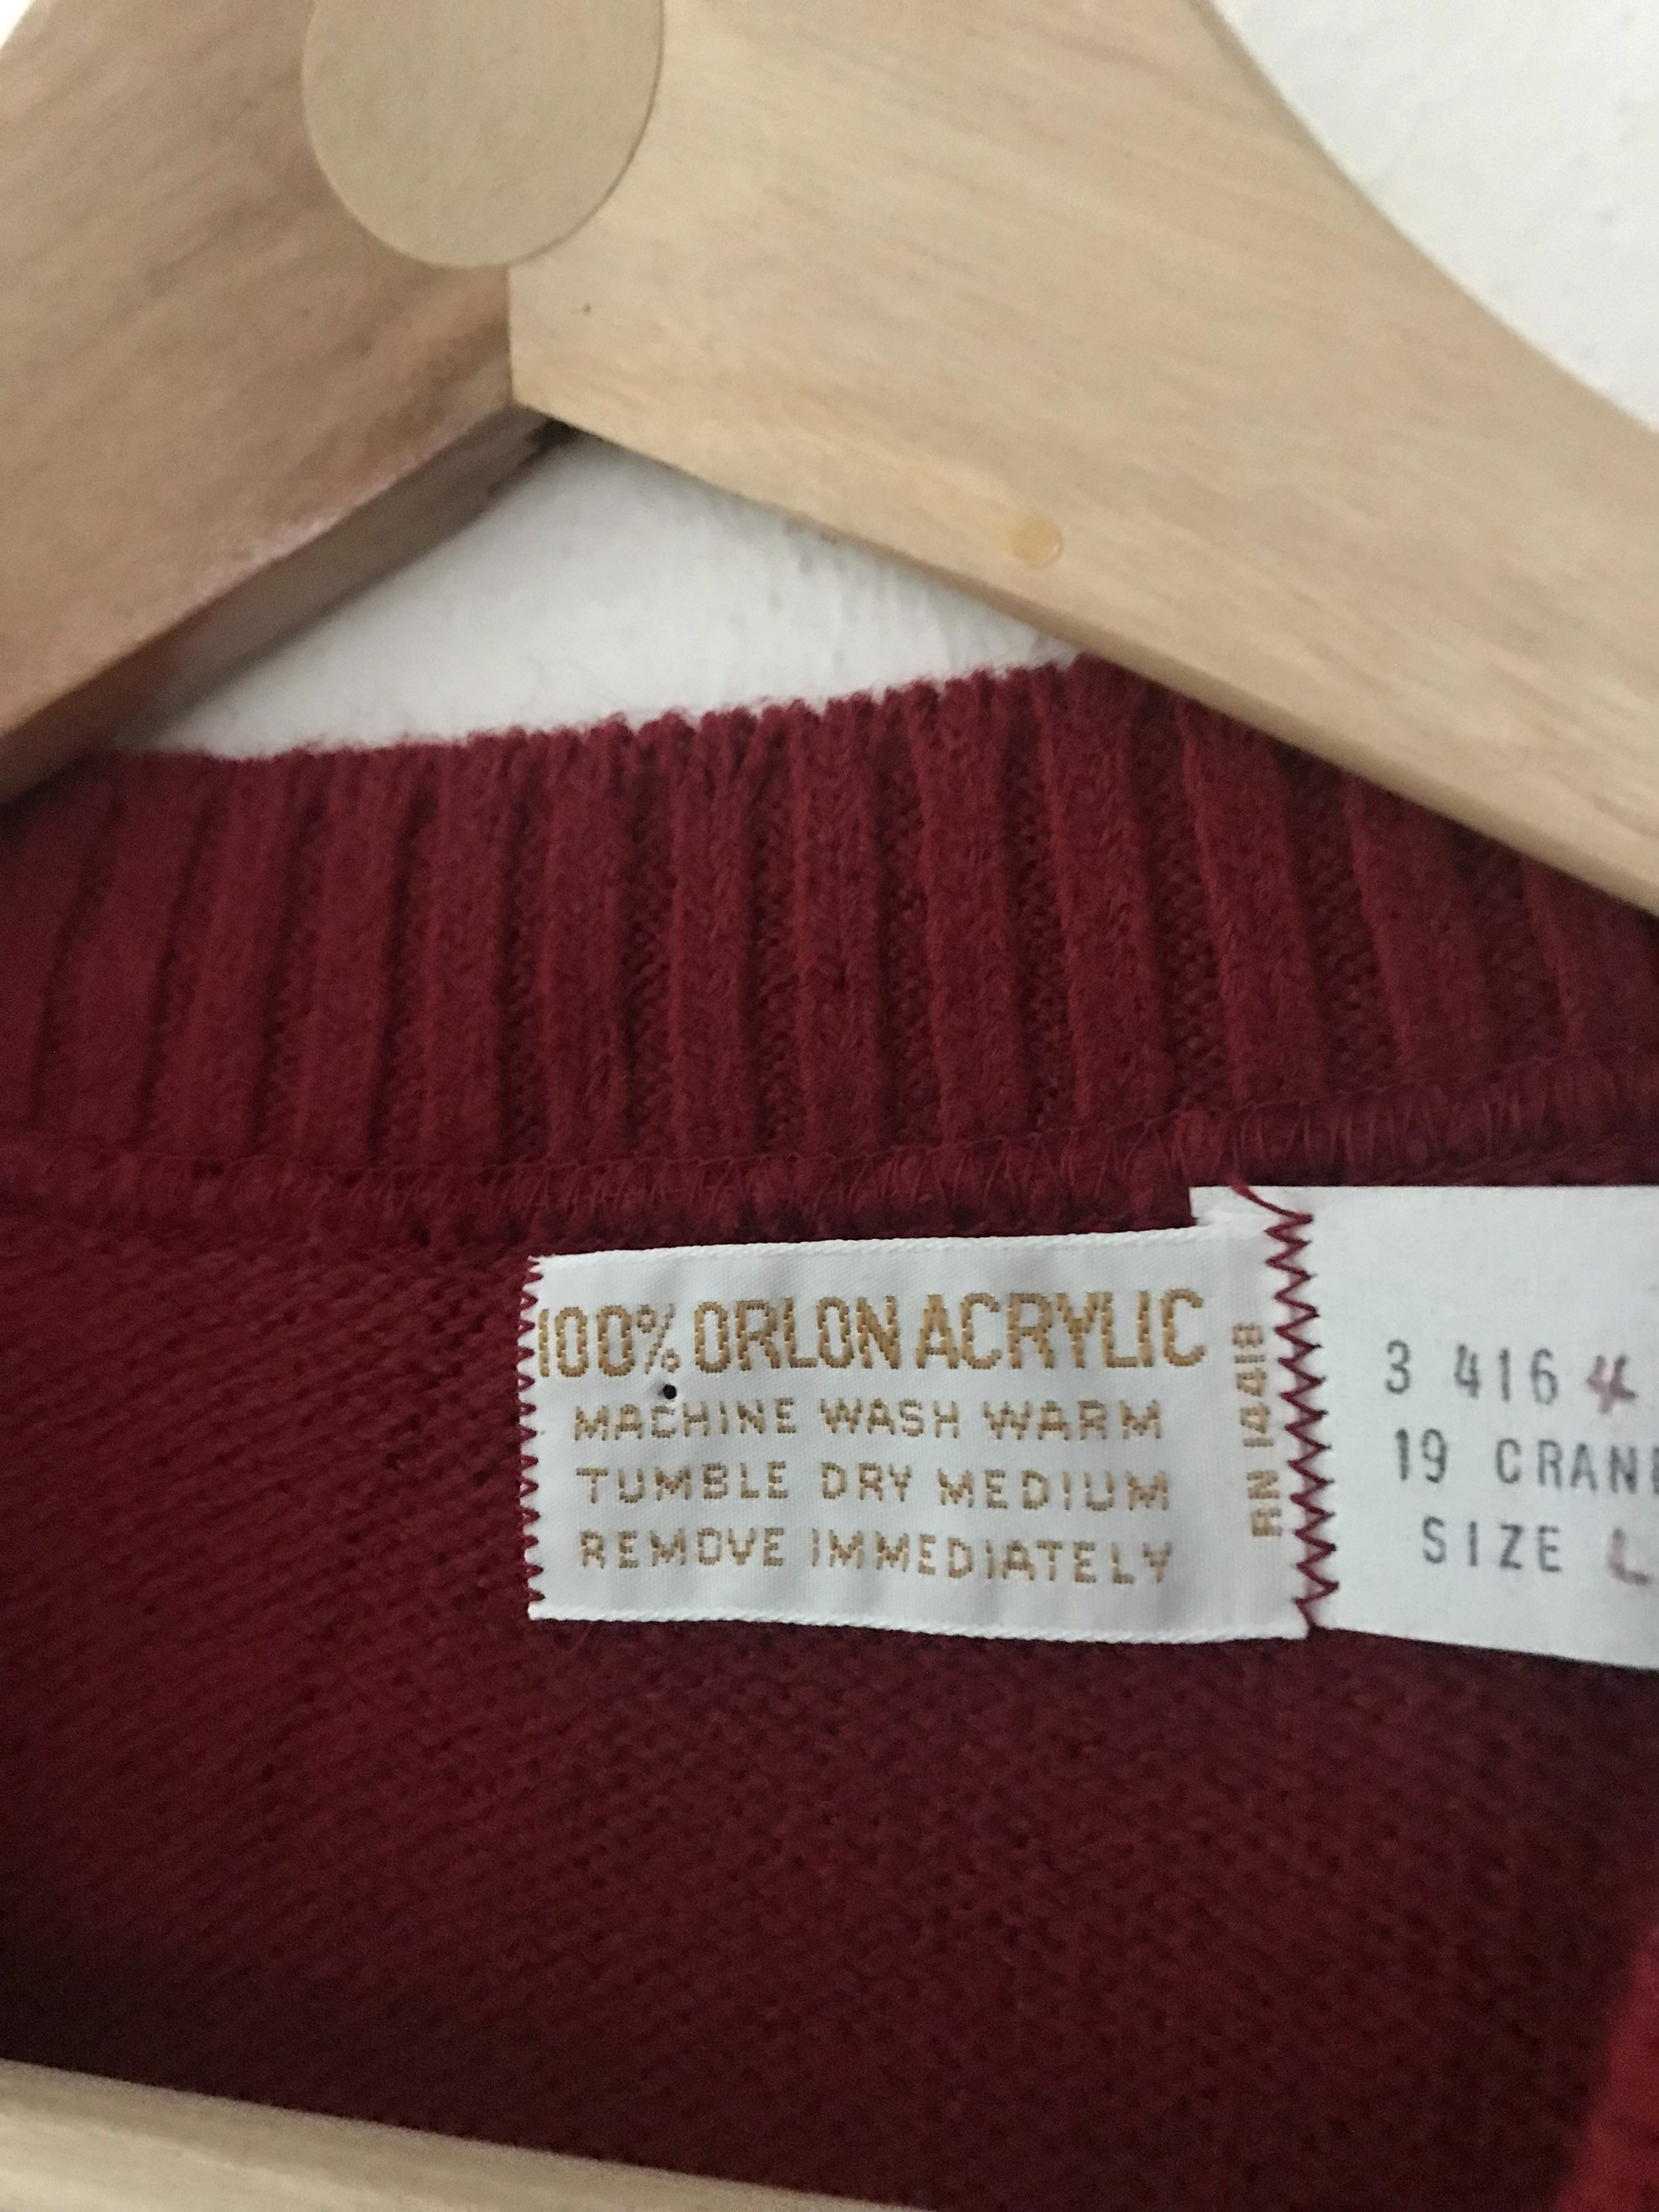 100% ORLON ACRYLIC
MACHINE WASH WARM
TUMBLE DRY MEDIUM
REMOVE IMMEDIATELY
RN 14418
3 416 4
19 CRAN
SIZE L